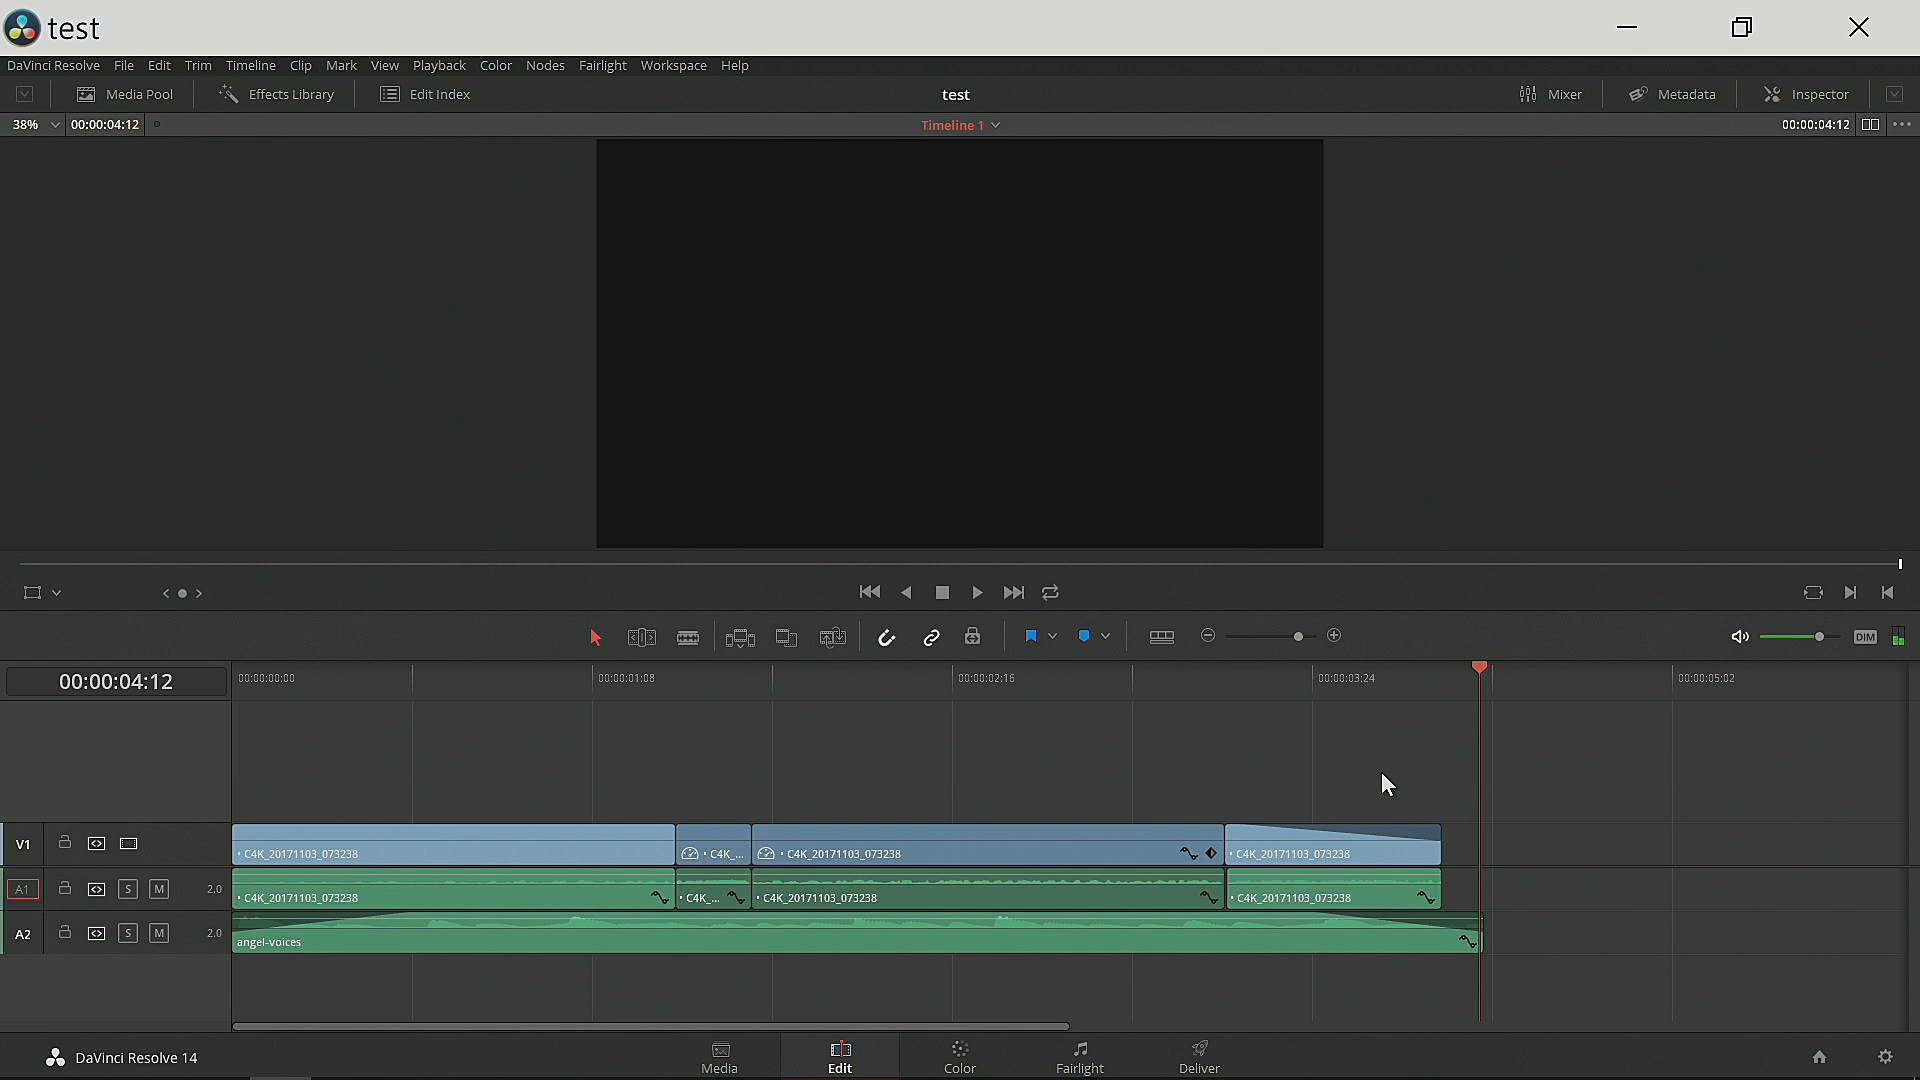 test
DaVinci Resolve File Edit Trim Timeline Clip Mark View Playback Color Nodes Fairlight Workspace Help
Media Pool Effects Library Edit Index test Mixer Metadata Inspector
38% 00:00:04:12 Timeline 1 00:00:04:12
DIM
00:00:04:12 00:00:00:00 00:00:01:08 00:00:02:16 00:00:03:24 00:00:05:02
V1 C4K_20171103_073238 C4K_... C4K_20171103_073238 C4K_20171103_073238
A1 S M 2.0 C4K_20171103_073238 C4K_... C4K_20171103_073238 C4K_20171103_073238
A2 S M 2.0 angel-voices
DaVinci Resolve 14 Media Edit Color Fairlight Deliver